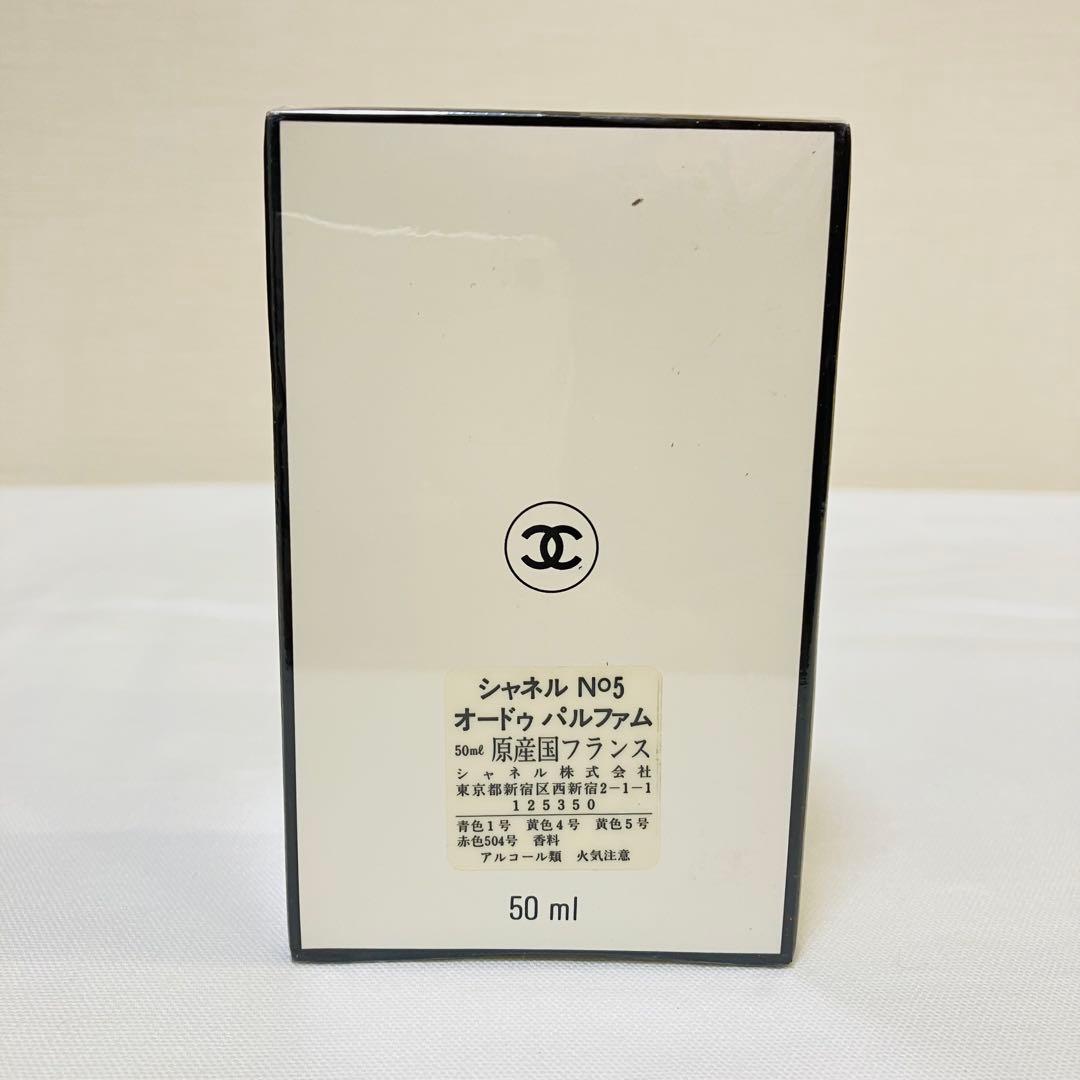 シャネル Nº5
オードゥ パルファム
50㎖ 原産国フランス
シャネル株式会社
東京都新宿区西新宿2-1-1
125350
青色1号 黄色4号 黄色5号
赤色504号 香料
アルコール類 火気注意
50 ml